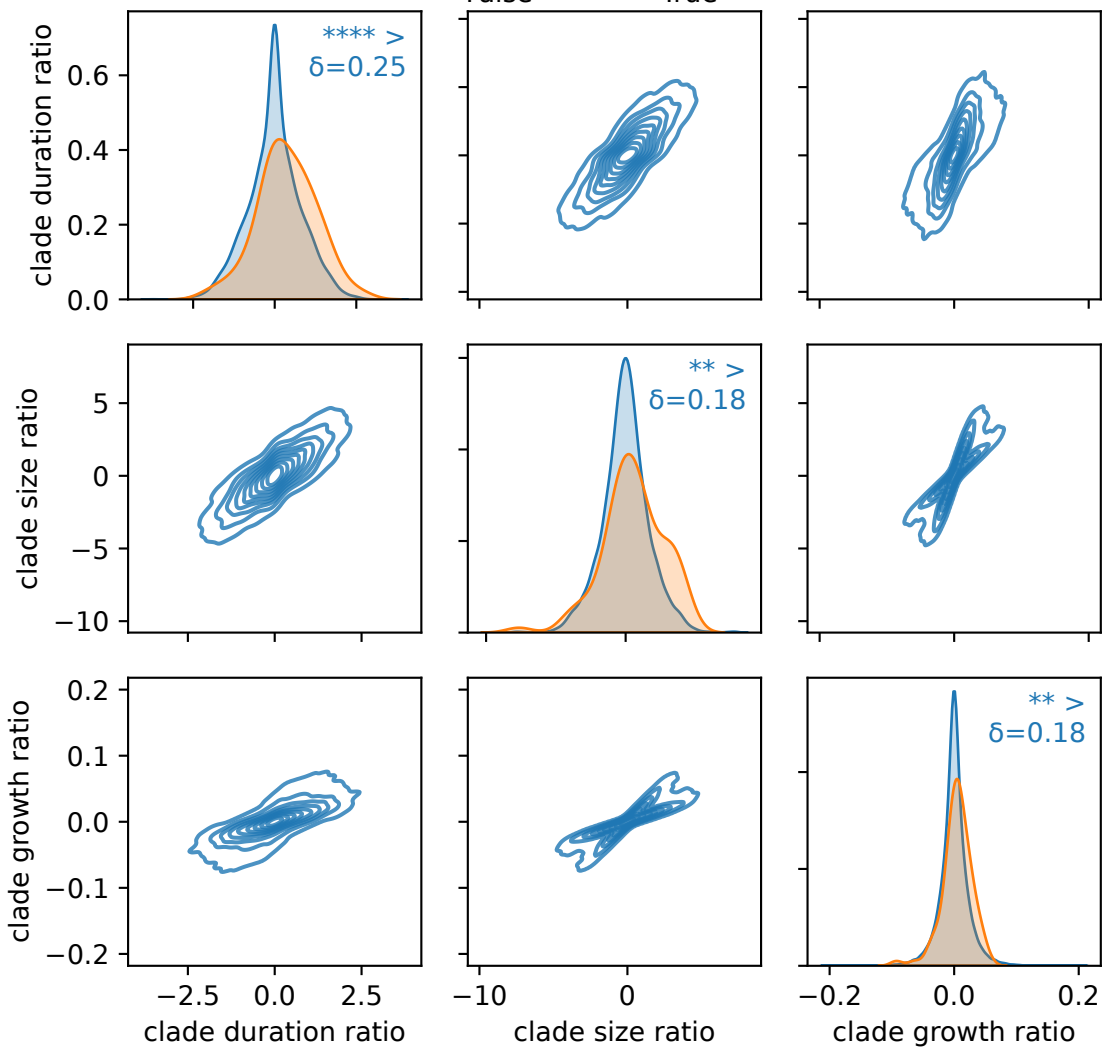 clade duration ratio
0.6
0.4
0.2
0.0
**** >
δ=0.25
clade size ratio
5
0
−5
−10
** >
δ=0.18
clade growth ratio
0.2
0.1
0.0
−0.1
−0.2
** >
δ=0.18
−2.5 0.0 2.5
−10 0
−0.2 0.0 0.2
clade duration ratio
clade size ratio
clade growth ratio